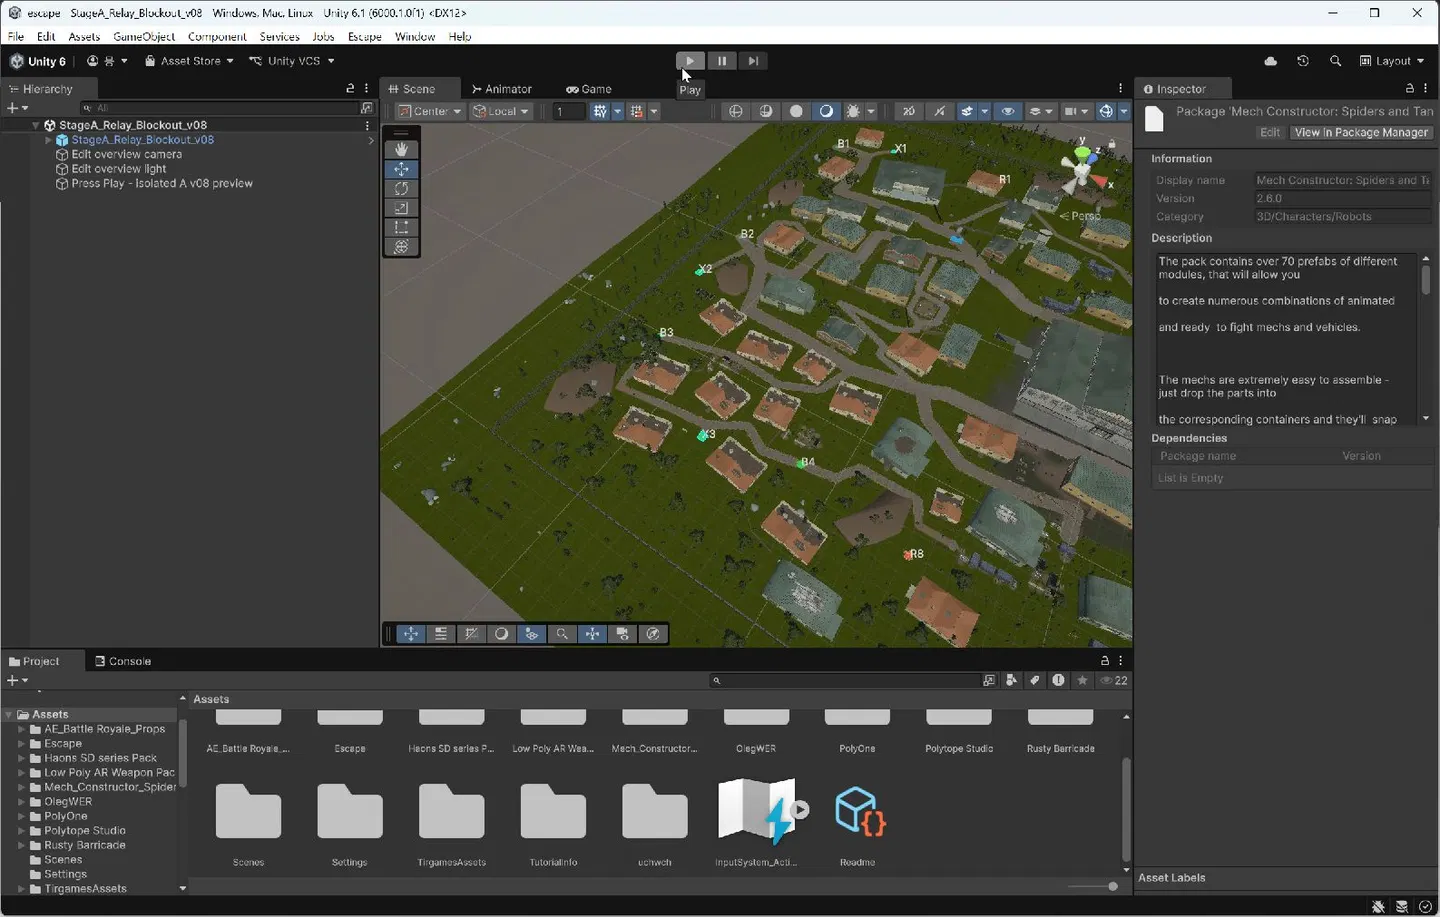 escape - StageA_Relay_Blockout_v08 - Windows, Mac, Linux - Unity 6.1 (6000.1.0f1) <DX12>
File Edit Assets GameObject Component Services Jobs Escape Window Help
Unity 6
Asset Store
Unity VCS
Layout
Play
Hierarchy
All
StageA_Relay_Blockout_v08
StageA_Relay_Blockout_v08
Edit overview camera
Edit overview light
Press Play - Isolated A v08 preview
Scene Animator Game
Center Local 1 2D
B1
X1
R1
B2
X2
B3
X3
B4
R8
y
z
x
Persp
Inspector
Package 'Mech Constructor: Spiders and Tan
Edit View in Package Manager
Information
Display name Mech Constructor: Spiders and Ta
Version 2.6.0
Category 3D/Characters/Robots
Description
The pack contains over 70 prefabs of different
modules, that will allow you
to create numerous combinations of animated
and ready to fight mechs and vehicles.
The mechs are extremely easy to assemble -
just drop the parts into
the corresponding containers and they'll snap
Dependencies
Package name Version
List is Empty
Asset Labels
Project Console
22
Assets
AE_Battle Royale_Props
Escape
Haons SD series Pack
Low Poly AR Weapon Pac
Mech_Constructor_Spider
OlegWER
PolyOne
Polytope Studio
Rusty Barricade
Scenes
Settings
TirgamesAssets
Assets
AE_Battle Royale_... Escape Haons SD series P... Low Poly AR Wea... Mech_Constructor... OlegWER PolyOne Polytope Studio Rusty Barricade
Scenes Settings TirgamesAssets TutorialInfo uchwch InputSystem_Acti... Readme